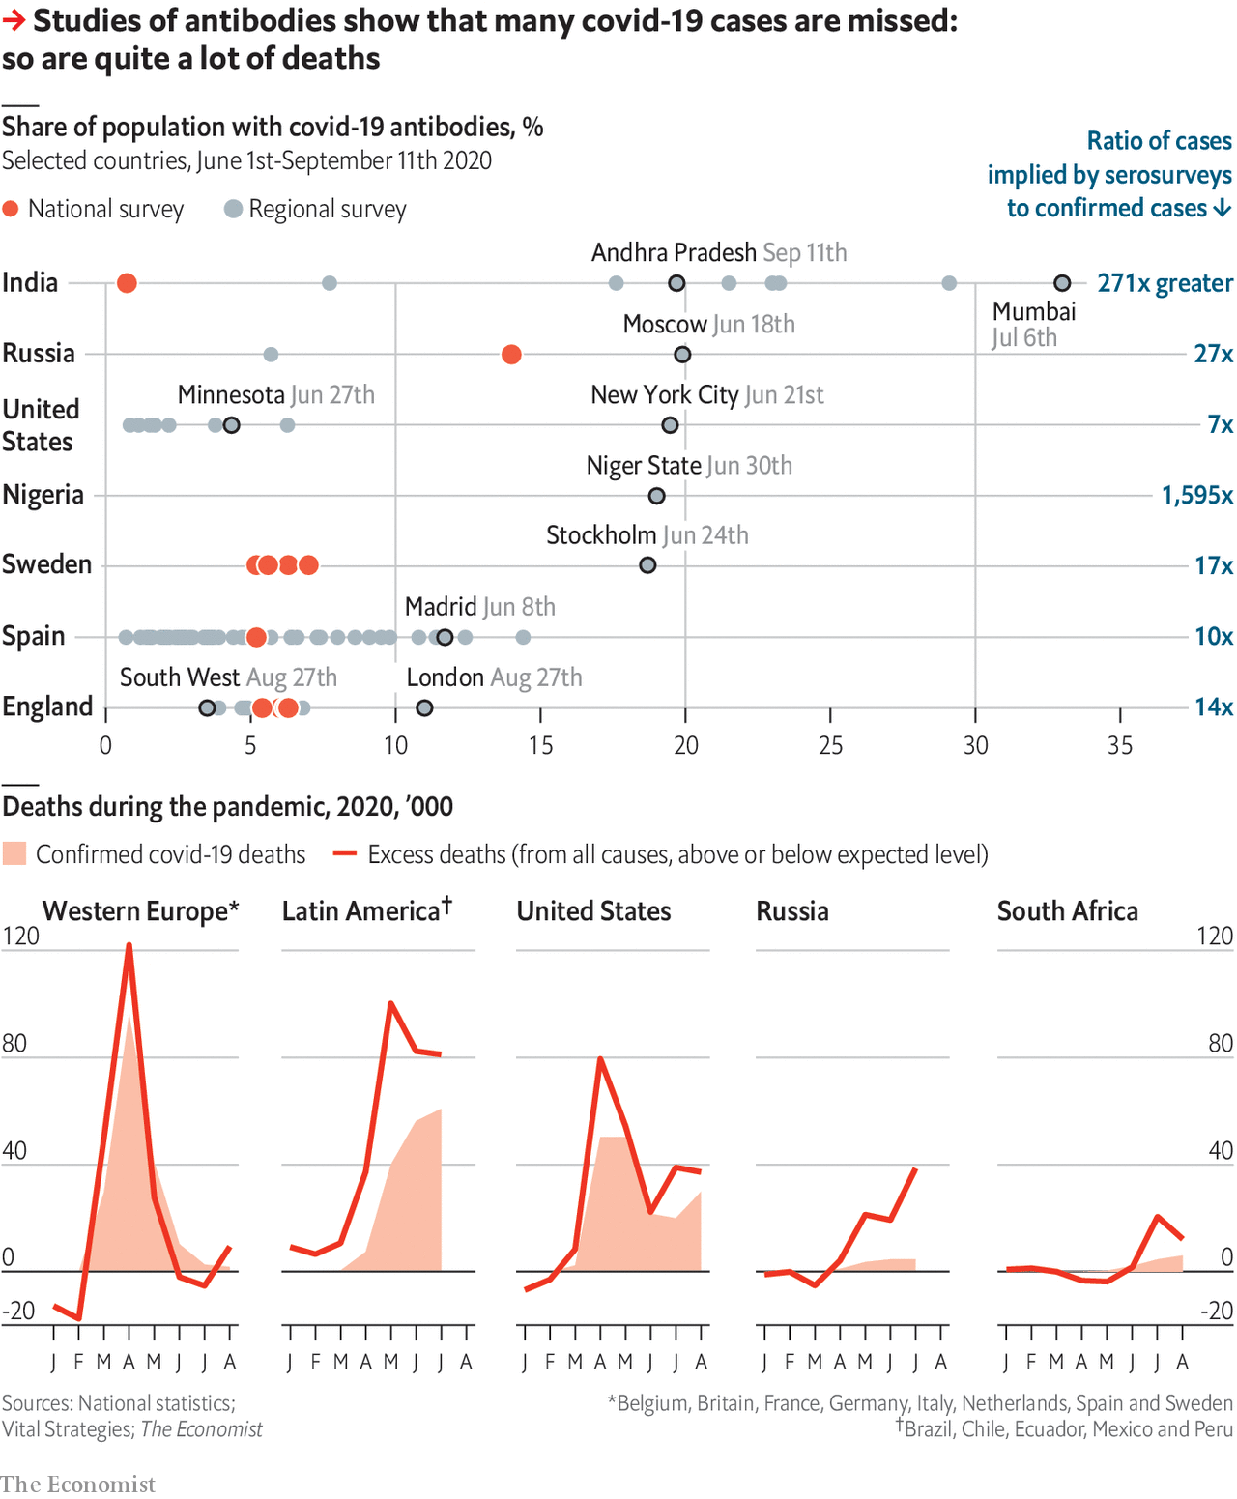 → Studies of antibodies show that many covid-19 cases are missed:
so are quite a lot of deaths
Share of population with covid-19 antibodies, %
Selected countries, June 1st-September 11th 2020
National survey
Regional survey
Ratio of cases
implied by serosurveys
to confirmed cases ↓
Andhra Pradesh Sep 11th
India
271x greater
Mumbai
Jul 6th
Moscow Jun 18th
Russia
27x
Minnesota Jun 27th
New York City Jun 21st
United
States
7x
Niger State Jun 30th
Nigeria
1,595x
Stockholm Jun 24th
Sweden
17x
Madrid Jun 8th
Spain
10x
South West Aug 27th
London Aug 27th
England
14x
0 5 10 15 20 25 30 35
Deaths during the pandemic, 2020, ’000
Confirmed covid-19 deaths
Excess deaths (from all causes, above or below expected level)
Western Europe*
Latin America†
United States
Russia
South Africa
120 120
80 80
40 40
0 0
-20 -20
J F M A M J J A
J F M A M J J A
J F M A M J J A
J F M A M J J A
J F M A M J J A
Sources: National statistics;
Vital Strategies; The Economist
*Belgium, Britain, France, Germany, Italy, Netherlands, Spain and Sweden
†Brazil, Chile, Ecuador, Mexico and Peru
The Economist